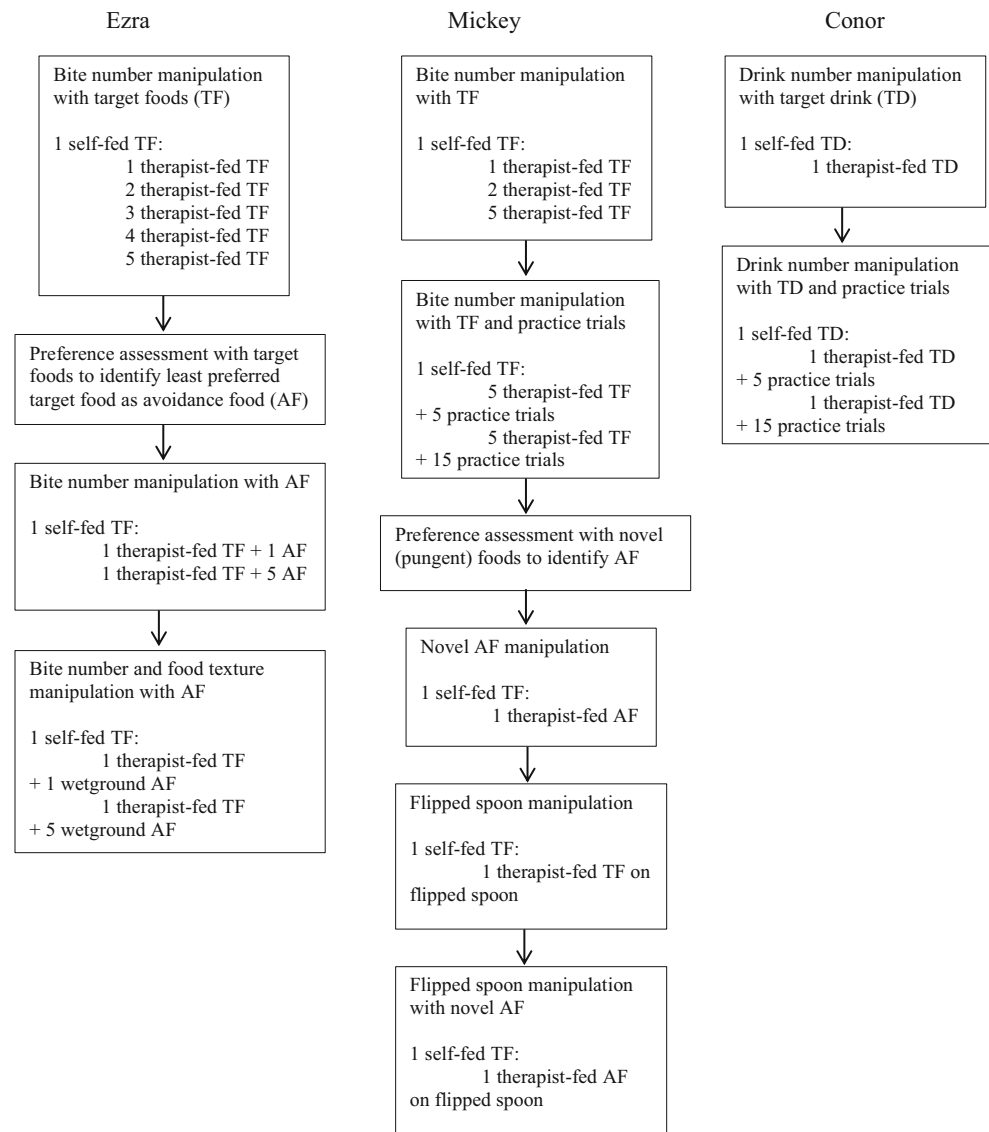 Ezra
Bite number manipulation
with target foods (TF)
1 self-fed TF:
1 therapist-fed TF
2 therapist-fed TF
3 therapist-fed TF
4 therapist-fed TF
5 therapist-fed TF
Preference assessment with target
foods to identify least preferred
target food as avoidance food (AF)
Bite number manipulation with AF
1 self-fed TF:
1 therapist-fed TF + 1 AF
1 therapist-fed TF + 5 AF
Bite number and food texture
manipulation with AF
1 self-fed TF:
1 therapist-fed TF
+ 1 wetground AF
1 therapist-fed TF
+ 5 wetground AF
Mickey
Bite number manipulation
with TF
1 self-fed TF:
1 therapist-fed TF
2 therapist-fed TF
5 therapist-fed TF
Bite number manipulation
with TF and practice trials
1 self-fed TF:
5 therapist-fed TF
+ 5 practice trials
5 therapist-fed TF
+ 15 practice trials
Preference assessment with novel
(pungent) foods to identify AF
Novel AF manipulation
1 self-fed TF:
1 therapist-fed AF
Flipped spoon manipulation
1 self-fed TF:
1 therapist-fed TF on
flipped spoon
Flipped spoon manipulation
with novel AF
1 self-fed TF:
1 therapist-fed AF
on flipped spoon
Conor
Drink number manipulation
with target drink (TD)
1 self-fed TD:
1 therapist-fed TD
Drink number manipulation
with TD and practice trials
1 self-fed TD:
1 therapist-fed TD
+ 5 practice trials
1 therapist-fed TD
+ 15 practice trials